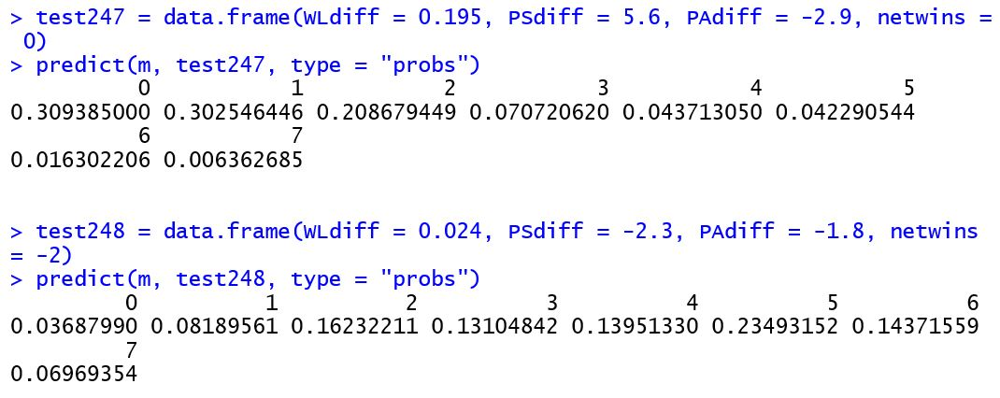 > test247 = data.frame(WLdiff = 0.195, PSdiff = 5.6, PAdiff = -2.9, netwins =
0)
> predict(m, test247, type = "probs")
0 1 2 3 4 5
0.309385000 0.302546446 0.208679449 0.070720620 0.043713050 0.042290544
6 7
0.016302206 0.006362685
> test248 = data.frame(WLdiff = 0.024, PSdiff = -2.3, PAdiff = -1.8, netwins
= -2)
> predict(m, test248, type = "probs")
0 1 2 3 4 5 6
0.03687990 0.08189561 0.16232211 0.13104842 0.13951330 0.23493152 0.14371559
7
0.06969354